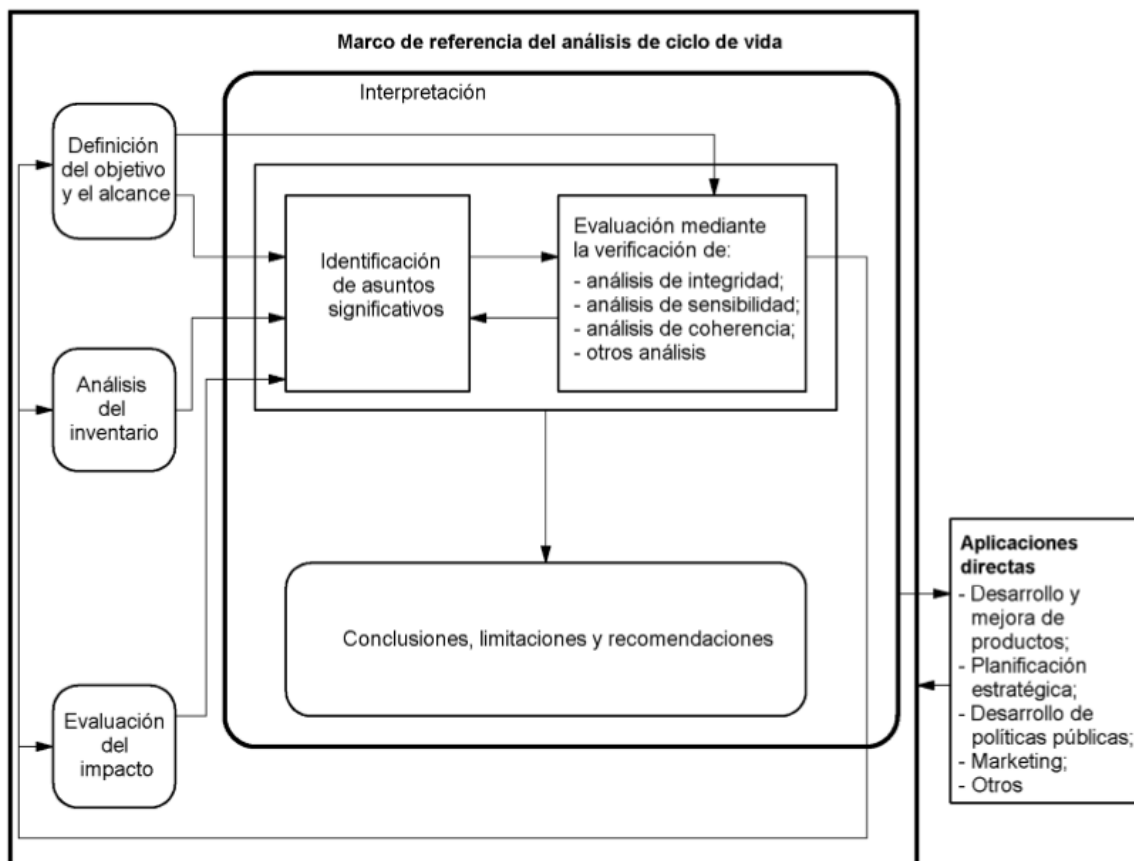 Marco de referencia del análisis de ciclo de vida
Interpretación
Definición
del objetivo
y el alcance
Identificación
de asuntos
significativos
Evaluación mediante
la verificación de:
- análisis de integridad;
- análisis de sensibilidad;
- análisis de coherencia;
- otros análisis
Análisis
del
inventario
Evaluación
del
impacto
Conclusiones, limitaciones y recomendaciones
Aplicaciones
directas
- Desarrollo y
mejora de
productos;
- Planificación
estratégica;
- Desarrollo de
políticas públicas;
- Marketing;
- Otros